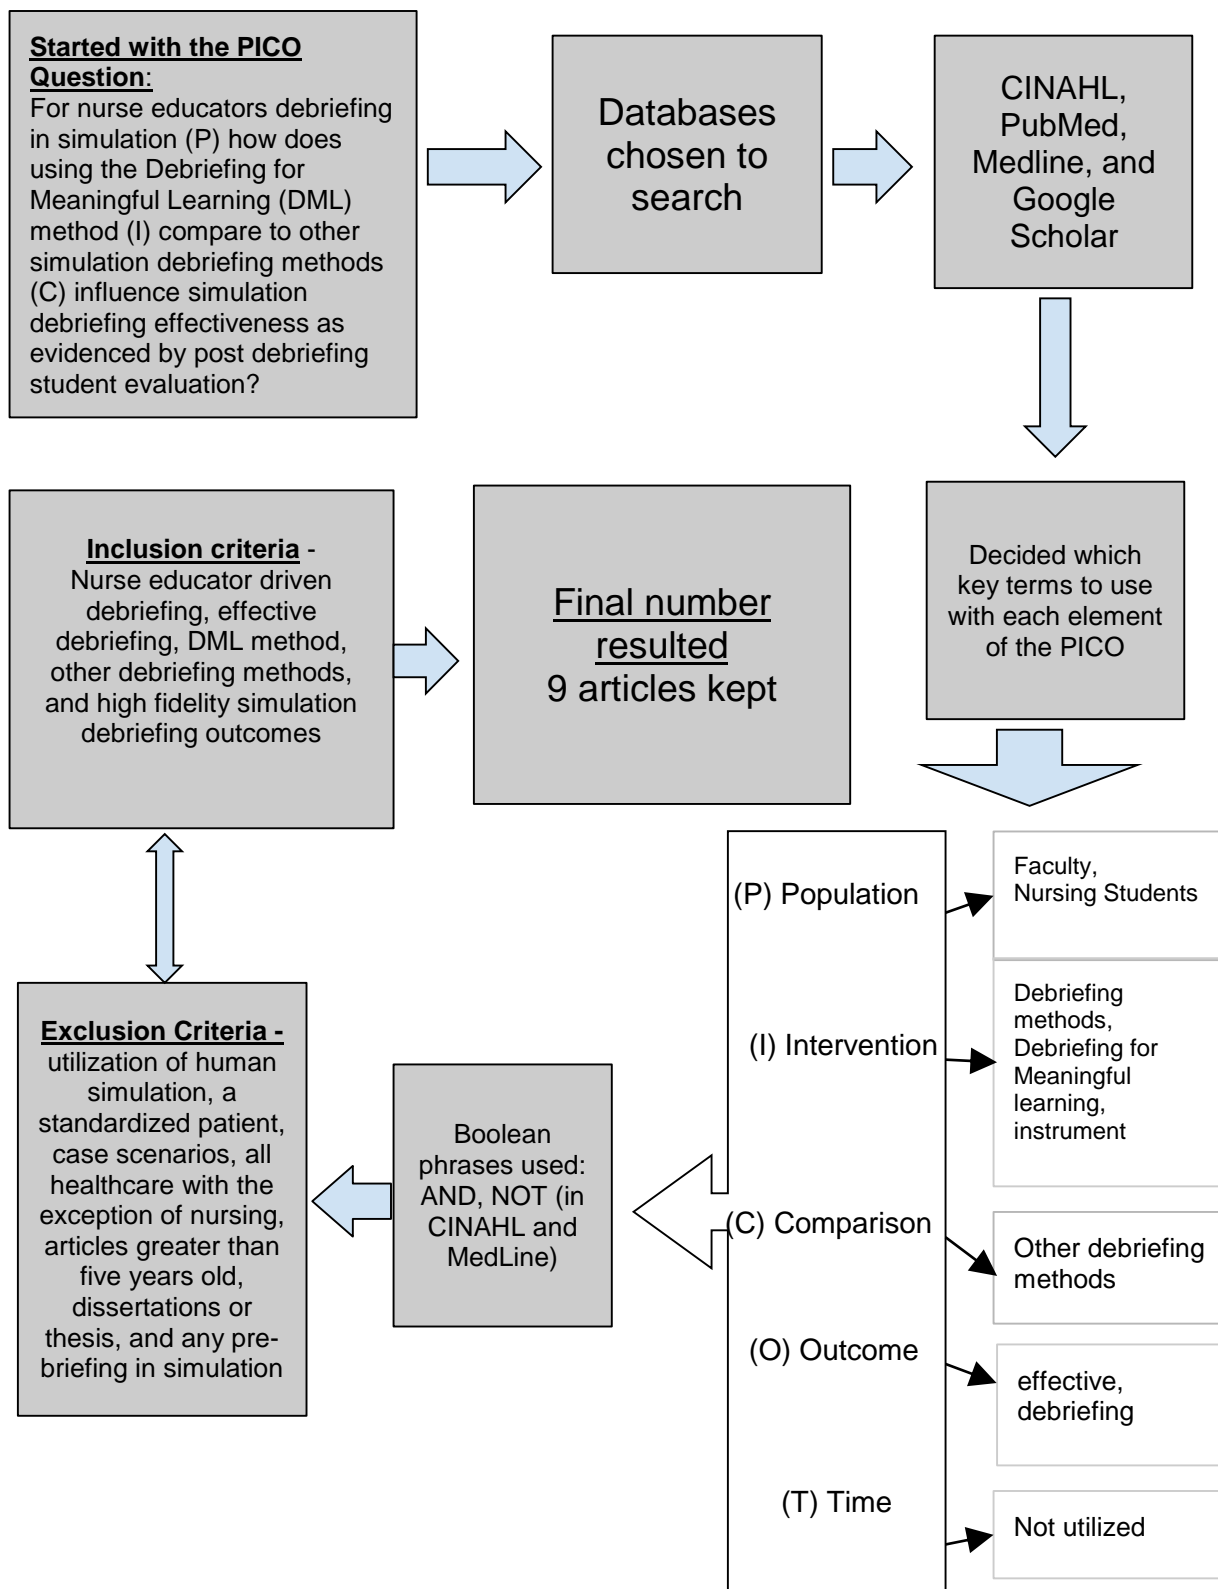 Started with the PICO
Question:
For nurse educators debriefing
in simulation (P) how does
using the Debriefing for
Meaningful Learning (DML)
method (I) compare to other
simulation debriefing methods
(C) influence simulation
debriefing effectiveness as
evidenced by post debriefing
student evaluation?
Databases
chosen to
search
CINAHL,
PubMed,
Medline, and
Google
Scholar
Decided which
key terms to use
with each element
of the PICO
(P) Population
Faculty,
Nursing Students
(I) Intervention
Debriefing
methods,
Debriefing for
Meaningful
learning,
instrument
(C) Comparison
Other debriefing
methods
(O) Outcome
effective,
debriefing
(T) Time
Not utilized
Boolean
phrases used:
AND, NOT (in
CINAHL and
MedLine)
Exclusion Criteria -
utilization of human
simulation, a
standardized patient,
case scenarios, all
healthcare with the
exception of nursing,
articles greater than
five years old,
dissertations or
thesis, and any pre-
briefing in simulation
Inclusion criteria -
Nurse educator driven
debriefing, effective
debriefing, DML method,
other debriefing methods,
and high fidelity simulation
debriefing outcomes
Final number
resulted
9 articles kept